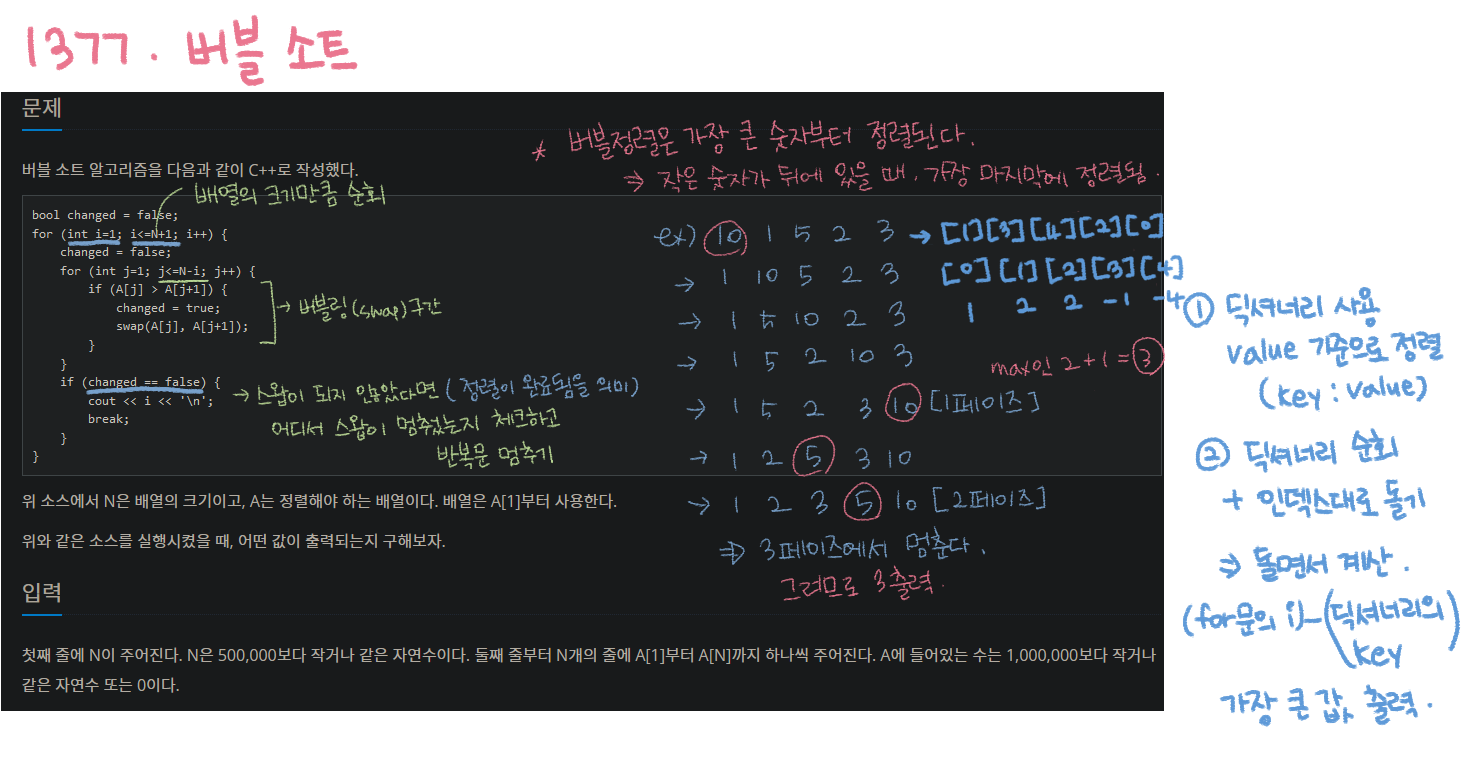 1377. 버블 소트
문제
* 버블정렬은 가장 큰 숫자부터 정렬된다.
⇒ 작은 숫자가 뒤에 있을 때, 가장 마지막에 정렬됨.
버블 소트 알고리즘을 다음과 같이 C++로 작성했다.
배열의 크기만큼 순회
bool changed = false;
for (int i=1; i<=N+1; i++) {
changed = false;
for (int j=1; j<=N-i; j++) {
if (A[j] > A[j+1]) {
changed = true;
swap(A[j], A[j+1]);
}
}
if (changed == false) {
cout << i << '\n';
break;
}
}
→ 버블링(swap)구간
→ 스왑이 되지 않았다면 (정렬이 완료됨을 의미)
어디서 스왑이 멈추었는지 체크하고
반복문 멈추기
ex) 10 1 5 2 3 → [1][3][4][2][0]
→ 1 10 5 2 3 [0][1][2][3][4]
→ 1 5 10 2 3 1 2 2 -1 -4
→ 1 5 2 10 3 max인 2+1=3
→ 1 5 2 3 10 [1페이즈]
→ 1 2 5 3 10
→ 1 2 3 5 10 [2페이즈]
⇒ 3페이즈에서 멈춘다.
그러므로 3출력.
위 소스에서 N은 배열의 크기이고, A는 정렬해야 하는 배열이다. 배열은 A[1]부터 사용한다.
위와 같은 소스를 실행시켰을 때, 어떤 값이 출력되는지 구해보자.
입력
첫째 줄에 N이 주어진다. N은 500,000보다 작거나 같은 자연수이다. 둘째 줄부터 N개의 줄에 A[1]부터 A[N]까지 하나씩 주어진다. A에 들어있는 수는 1,000,000보다 작거나
같은 자연수 또는 0이다.
① 딕셔너리 사용
value 기준으로 정렬
(key : value)
② 딕셔너리 순회
+ 인덱스대로 돌기
⇒ 돌면서 계산.
(for문의 i)-(딕셔너리의
key)
가장 큰 값 출력.